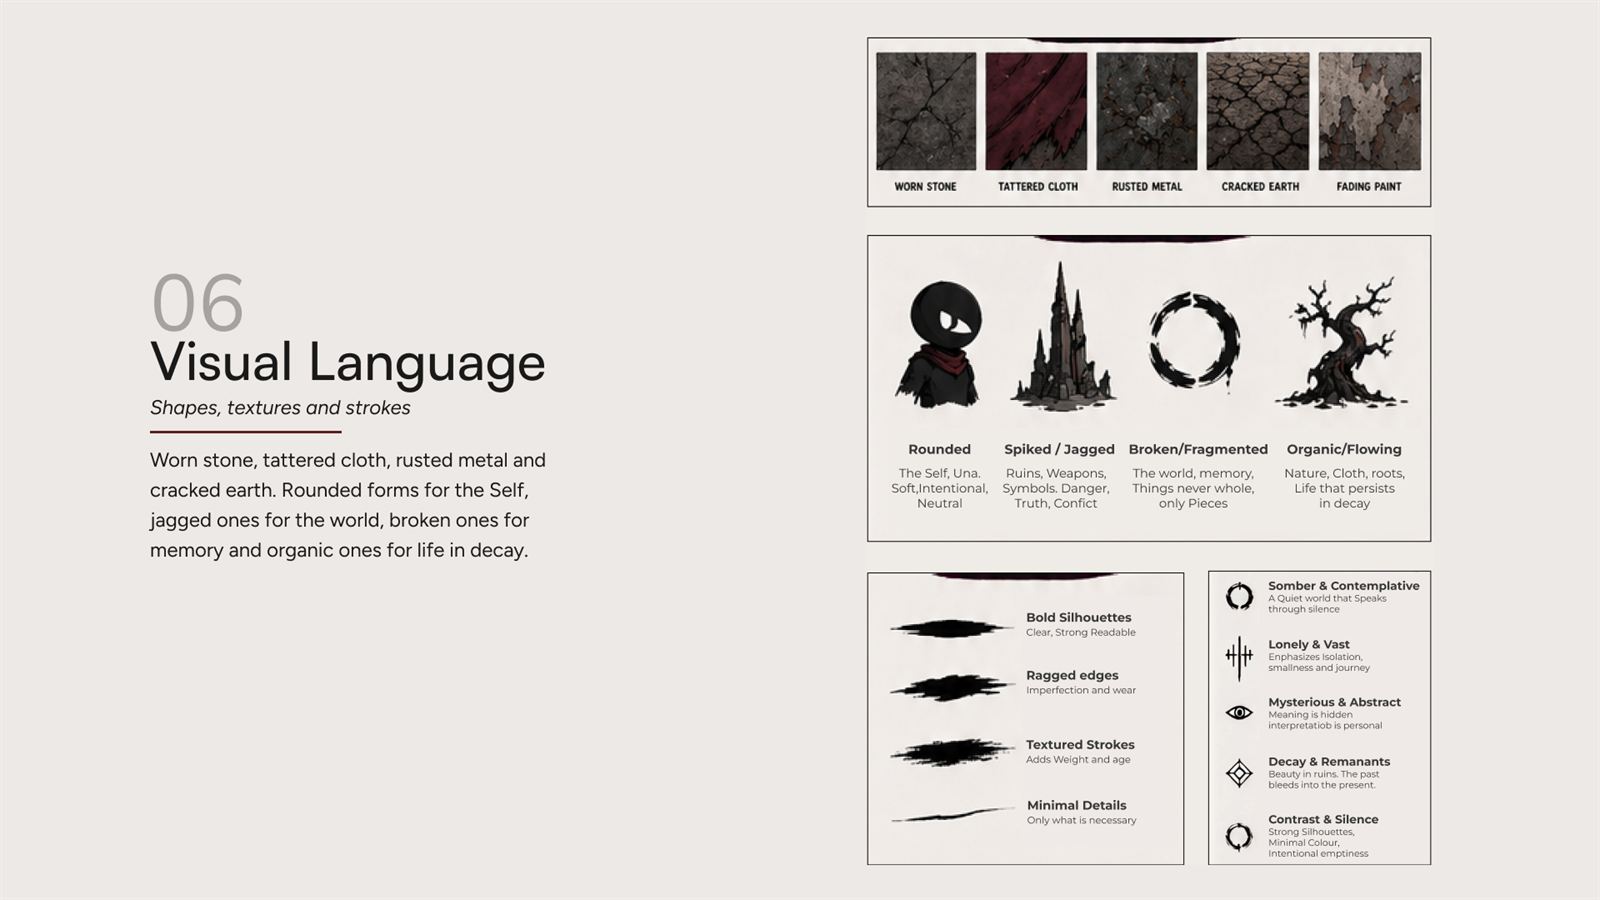 06
Visual Language
Shapes, textures and strokes
Worn stone, tattered cloth, rusted metal and
cracked earth. Rounded forms for the Self,
jagged ones for the world, broken ones for
memory and organic ones for life in decay.
WORN STONE
TATTERED CLOTH
RUSTED METAL
CRACKED EARTH
FADING PAINT
Rounded
The Self, Una.
Soft,Intentional,
Neutral
Spiked / Jagged
Ruins, Weapons,
Symbols. Danger,
Truth, Confict
Broken/Fragmented
The world, memory,
Things never whole,
only Pieces
Organic/Flowing
Nature, Cloth, roots,
Life that persists
in decay
Bold Silhouettes
Clear, Strong Readable
Ragged edges
Imperfection and wear
Textured Strokes
Adds Weight and age
Minimal Details
Only what is necessary
Somber & Contemplative
A Quiet world that Speaks
through silence
Lonely & Vast
Enphasizes Isolation,
smallness and journey
Mysterious & Abstract
Meaning is hidden
interpretatiob is personal
Decay & Remanants
Beauty in ruins. The past
bleeds into the present.
Contrast & Silence
Strong Silhouettes,
Minimal Colour,
Intentional emptiness